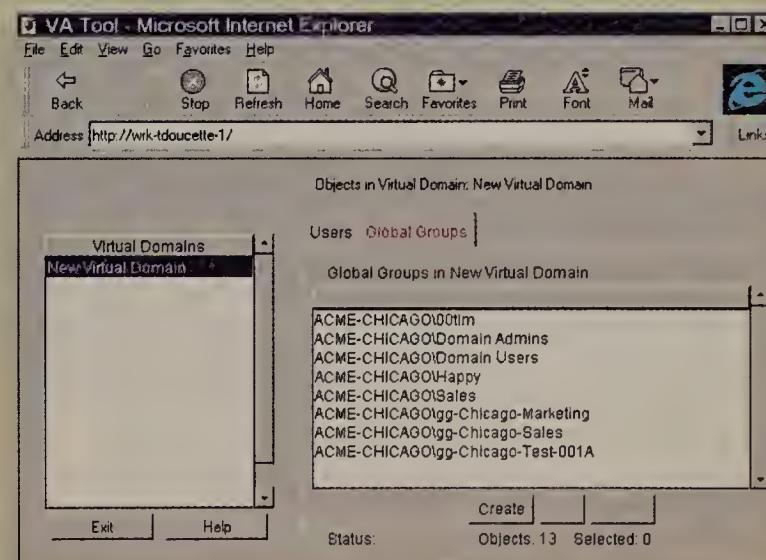 VA Tool - Microsoft Internet Explorer
File Edit View Go Favorites Help
Back Stop Refresh Home Search Favorites Print Font Mail
Address http://wrk-tdoucette-1/ Links
Objects in Virtual Domain: New Virtual Domain
Virtual Domains
New Virtual Domain
Users Global Groups
Global Groups in New Virtual Domain
ACME-CHICAGO\00tim
ACME-CHICAGO\Domain Admins
ACME-CHICAGO\Domain Users
ACME-CHICAGO\Happy
ACME-CHICAGO\Sales
ACME-CHICAGO\gg-Chicago-Marketing
ACME-CHICAGO\gg-Chicago-Sales
ACME-CHICAGO\gg-Chicago-Test-001A
Create
Exit Help
Status: Objects: 13 Selected: 0